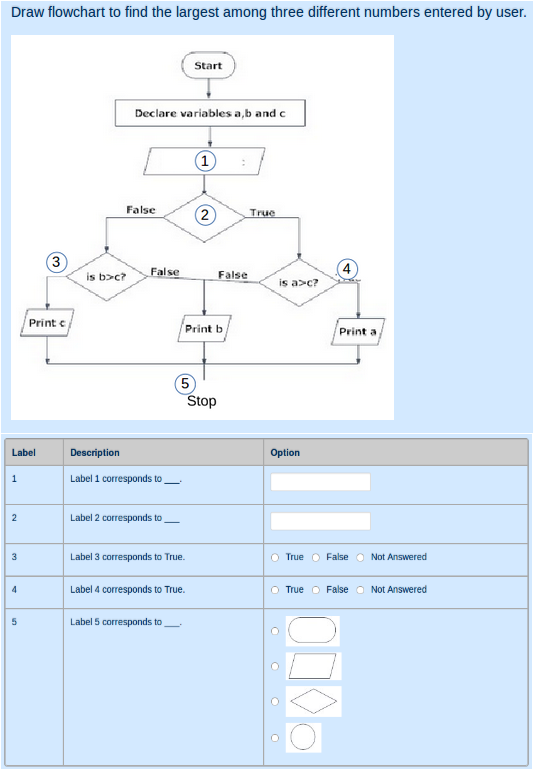 Draw flowchart to find the largest among three different numbers entered by user.
Start
Declare variables a,b and c
1 :
2
False True
3 4
is b>c? False False is a>c?
Print c Print b Print a
5
Stop
Label Description Option
1 Label 1 corresponds to ___.
2 Label 2 corresponds to ___
3 Label 3 corresponds to True. True False Not Answered
4 Label 4 corresponds to True. True False Not Answered
5 Label 5 corresponds to ___.